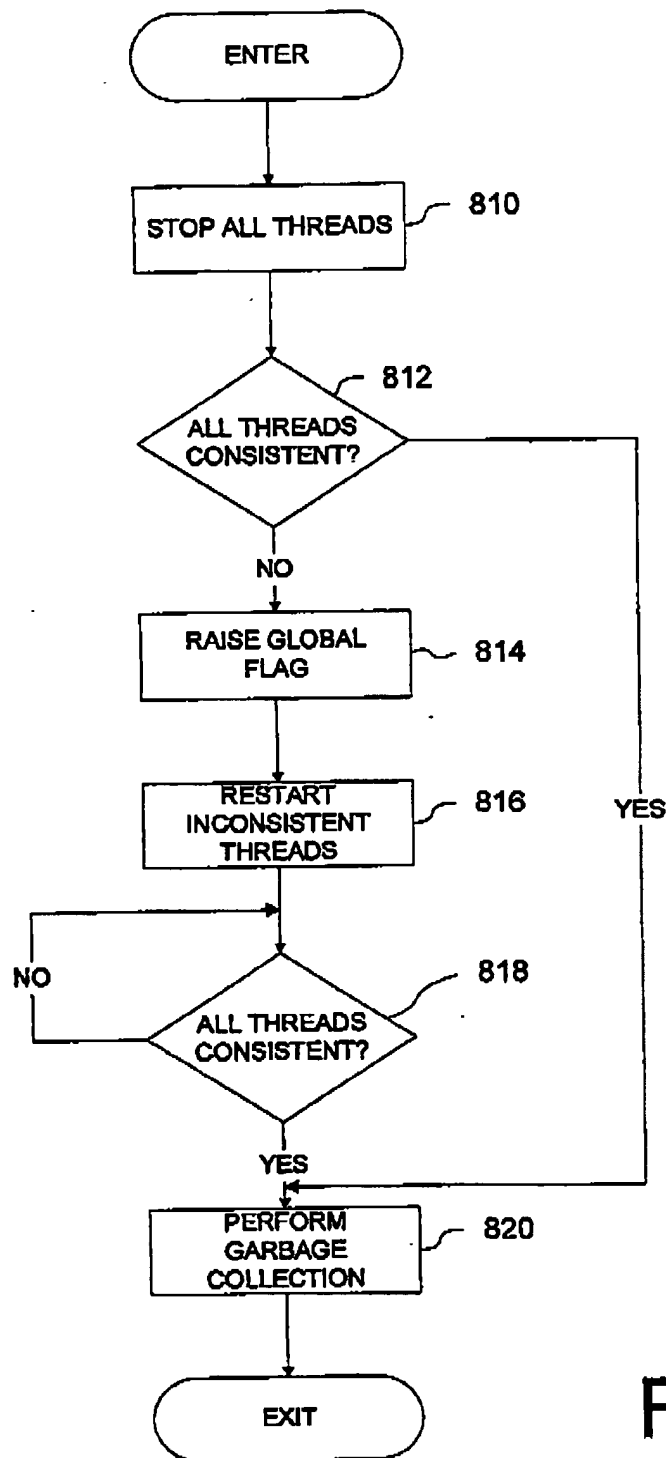 ENTER
STOP ALL THREADS
810
812
ALL THREADS
CONSISTENT?
NO
RAISE GLOBAL
FLAG
814
RESTART
INCONSISTENT
THREADS
816
YES
NO
818
ALL THREADS
CONSISTENT?
YES
PERFORM
GARBAGE
COLLECTION
820
EXIT
F